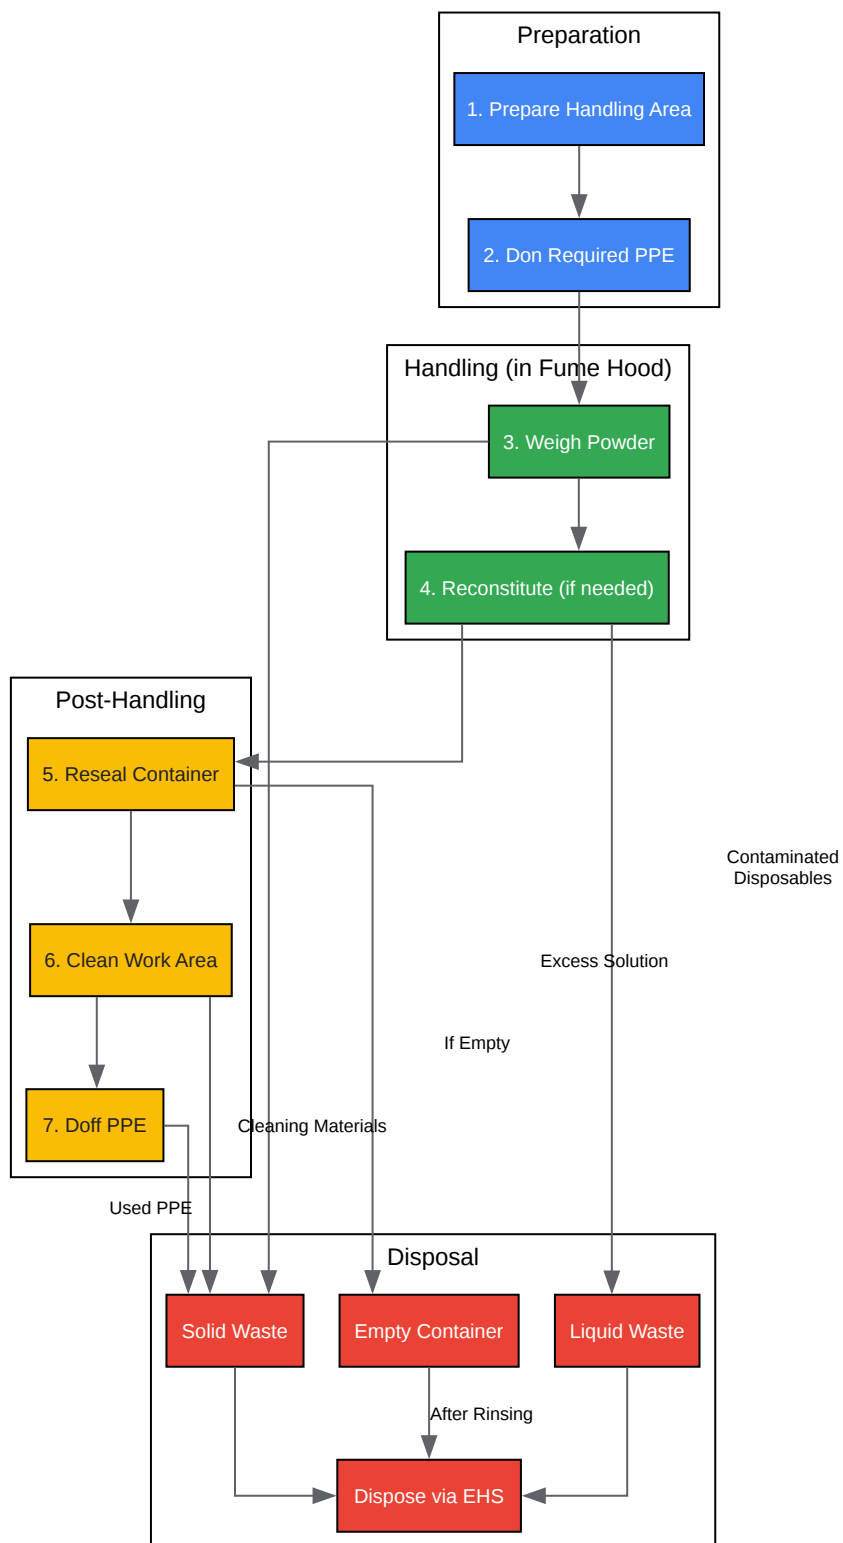 Preparation
1. Prepare Handling Area
2. Don Required PPE
Handling (in Fume Hood)
3. Weigh Powder
4. Reconstitute (if needed)
Post-Handling
5. Reseal Container
Contaminated
Disposables
6. Clean Work Area
Excess Solution
If Empty
7. Doff PPE
Cleaning Materials
Used PPE
Disposal
Solid Waste
Empty Container
Liquid Waste
After Rinsing
Dispose via EHS